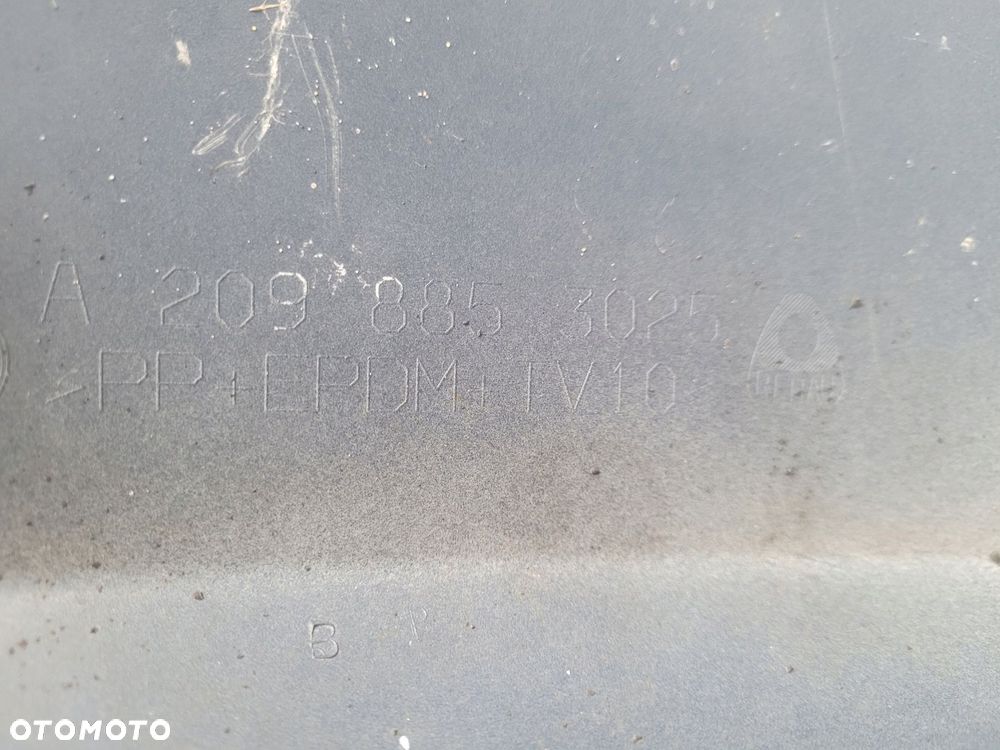 A 209 885 3025
>PP+EPDM+TV10
B
OTOMOTO